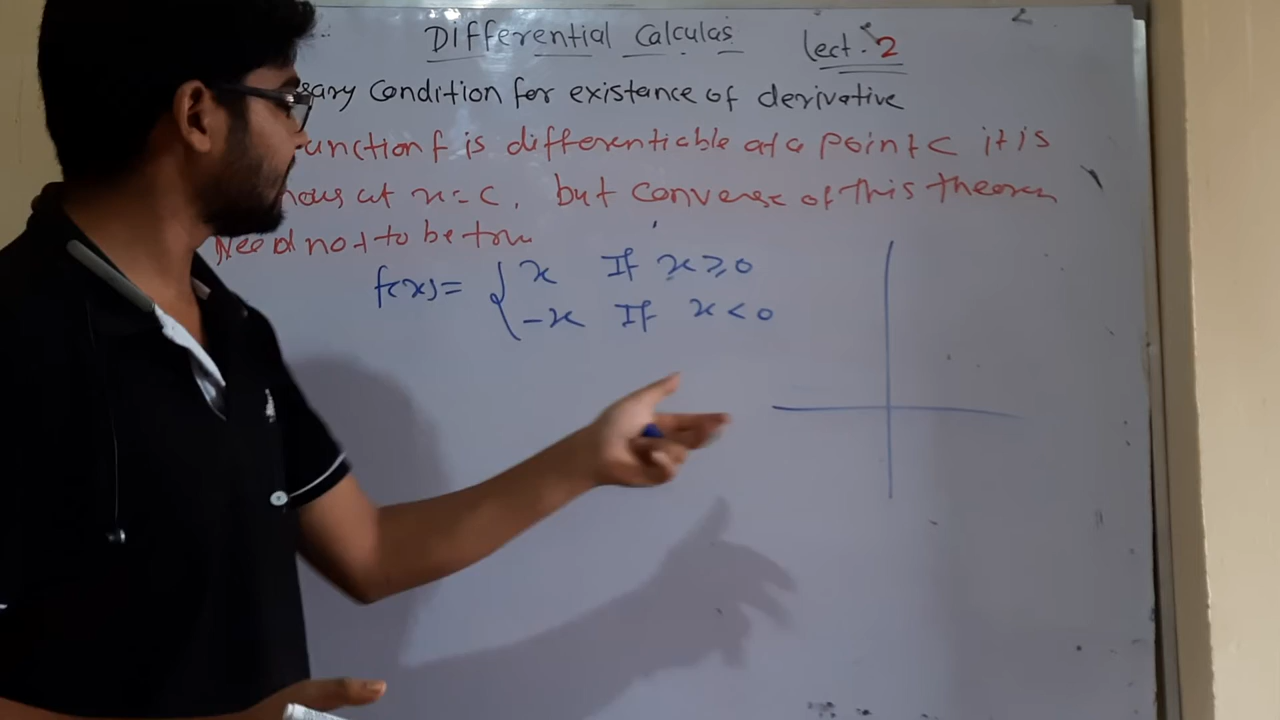 Differential Calculas Lect. 2
sary Condition for existance of derivative
unction f is differentiable at a point c it is
nous at x = c, but converse of this theorem
Need not to be true
f(x) = { x If x ≥ 0
-x If x < 0